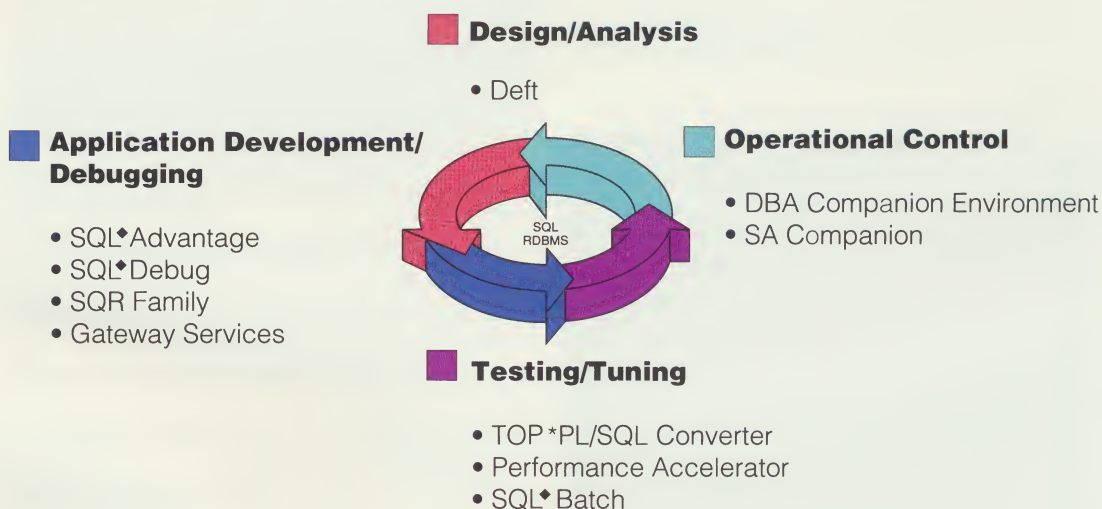 Design/Analysis
• Deft
Application Development/
Debugging
• SQL◆Advantage
• SQL◆Debug
• SQR Family
• Gateway Services
SQL
RDBMS
Operational Control
• DBA Companion Environment
• SA Companion
Testing/Tuning
• TOP*PL/SQL Converter
• Performance Accelerator
• SQL◆Batch